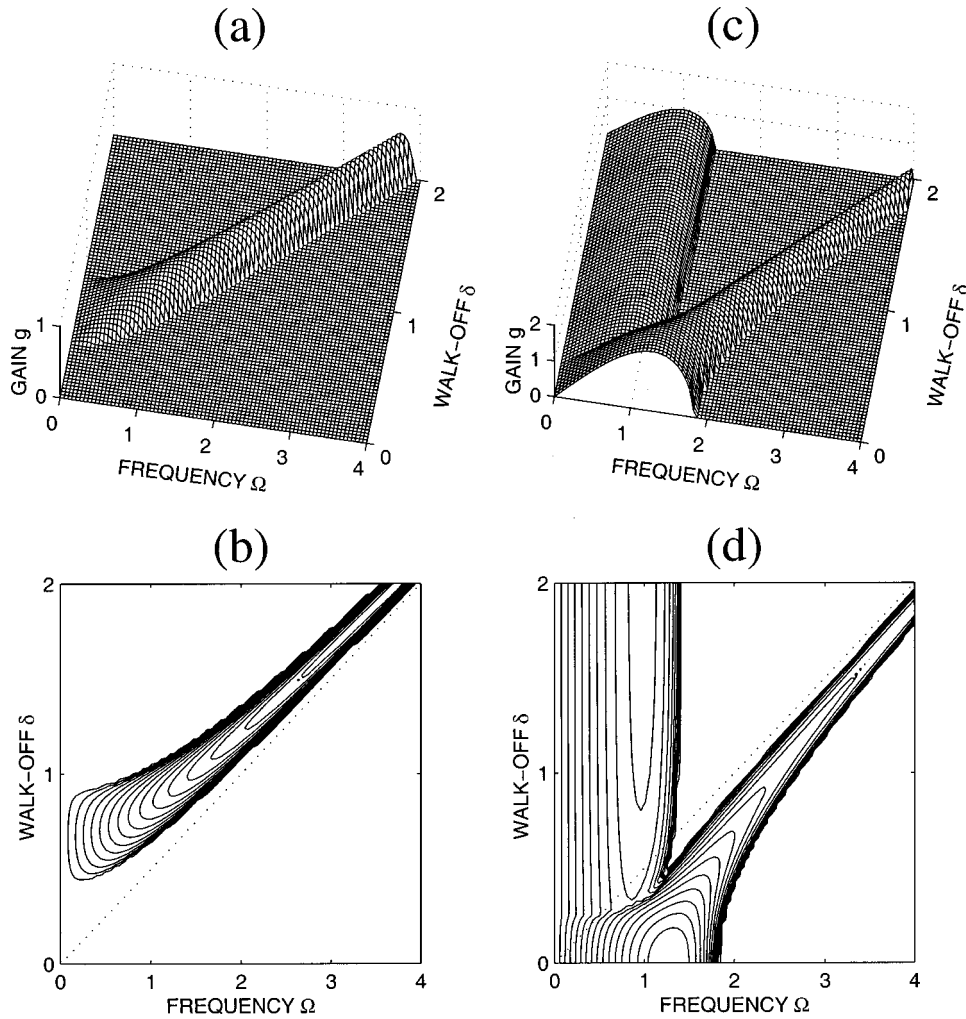 (a)
(c)
GAIN g
1
0
0
1
2
3
4
FREQUENCY Ω
0
1
2
WALK-OFF δ
GAIN g
2
1
0
0
1
2
3
4
FREQUENCY Ω
0
1
2
WALK-OFF δ
(b)
(d)
WALK-OFF δ
2
1
0
0
1
2
3
4
FREQUENCY Ω
WALK-OFF δ
2
1
0
0
1
2
3
4
FREQUENCY Ω